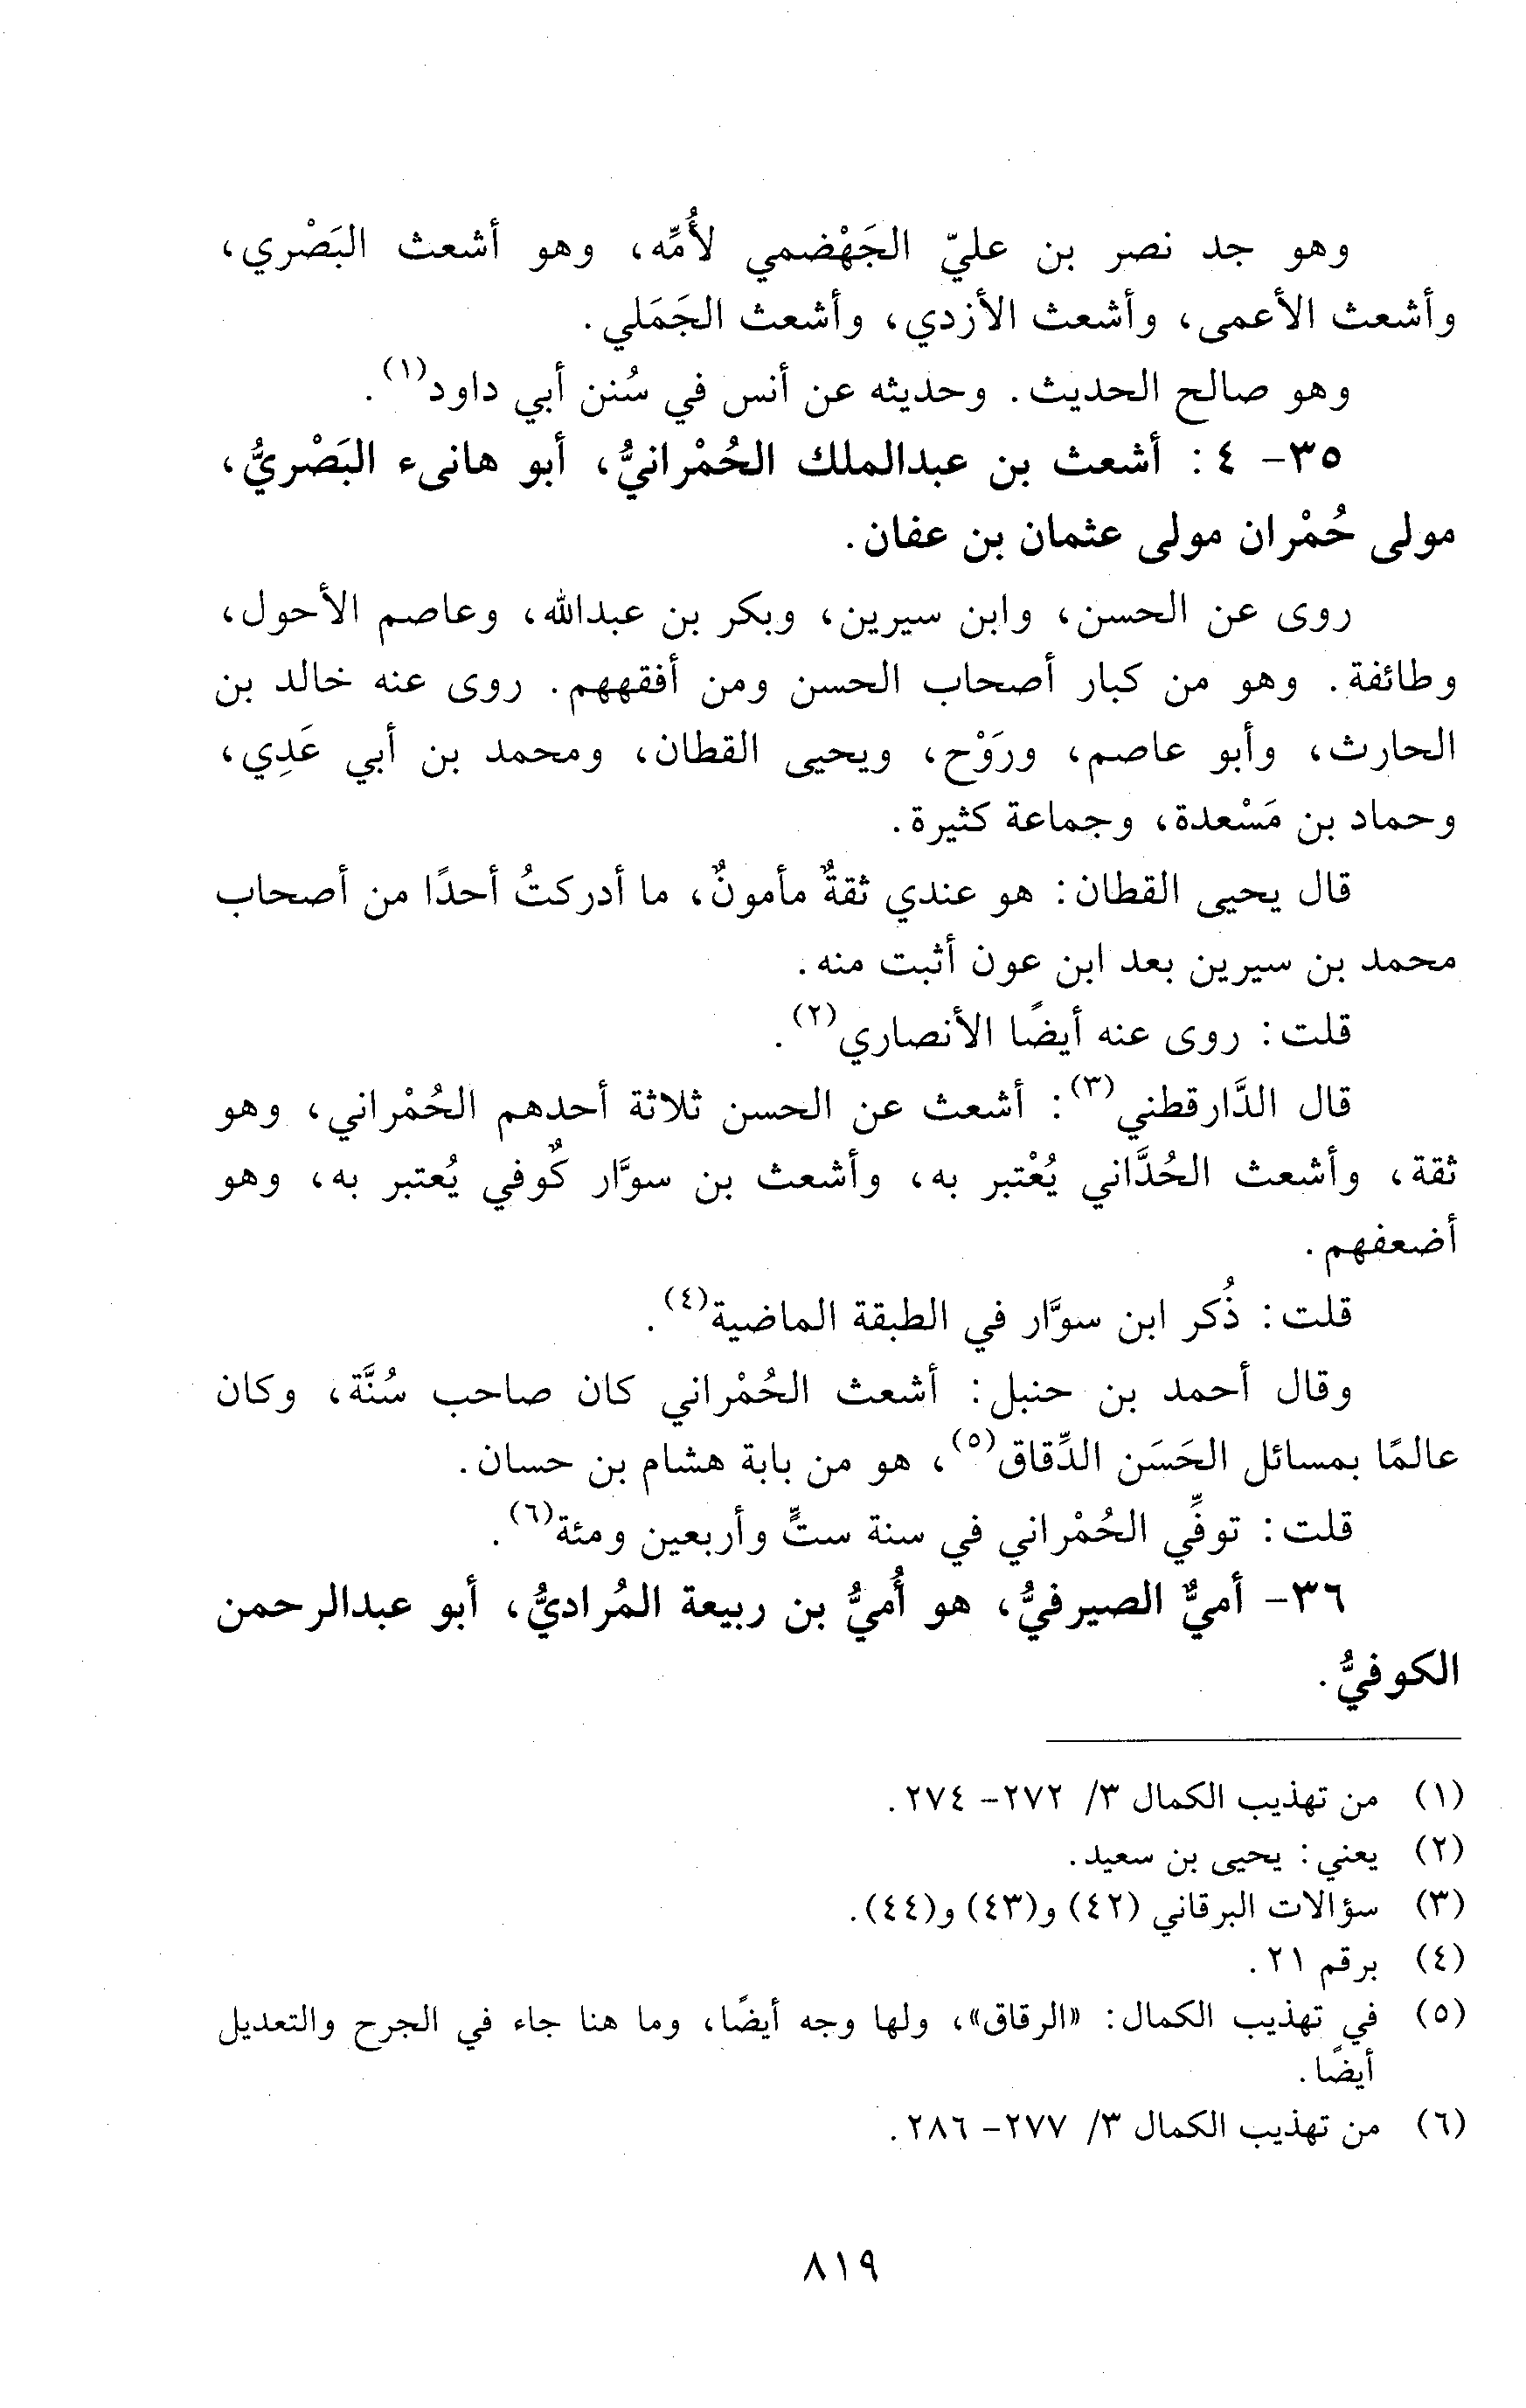 وهو جد نصر بن عليّ الجَهْضمي لأُمِّه، وهو أشعث البَصْري،
وأشعث الأعمى، وأشعث الأزدي، وأشعث الجَمَلي.
وهو صالح الحديث. وحديثه عن أنس في سُنن أبي داود(١).
٣٥- ٤: أشعث بن عبدالملك الحُمْرانيُّ، أبو هانىء البَصْريُّ،
مولى حُمْران مولى عثمان بن عفان.
روى عن الحسن، وابن سيرين، وبكر بن عبدالله، وعاصم الأحول،
وطائفة. وهو من كبار أصحاب الحسن ومن أفقههم. روى عنه خالد بن
الحارث، وأبو عاصم، ورَوْح، ويحيى القطان، ومحمد بن أبي عَدِي،
وحماد بن مَسْعدة، وجماعة كثيرة.
قال يحيى القطان: هو عندي ثقةٌ مأمونٌ، ما أدركتُ أحدًا من أصحاب
محمد بن سيرين بعد ابن عون أثبت منه.
قلت: روى عنه أيضًا الأنصاري(٢).
قال الدَّارقطني(٣): أشعث عن الحسن ثلاثة أحدهم الحُمْراني، وهو
ثقة، وأشعث الحُدَّاني يُعْتبر به، وأشعث بن سوَّار كُوفي يُعتبر به، وهو
أضعفهم.
قلت: ذُكر ابن سوَّار في الطبقة الماضية(٤).
وقال أحمد بن حنبل: أشعث الحُمْراني كان صاحب سُنَّة، وكان
عالمًا بمسائل الحَسَن الدِّقاق(٥)، هو من بابة هشام بن حسان.
قلت: توفِّي الحُمْراني في سنة ستٍّ وأربعين ومئة(٦).
٣٦- أميٌّ الصيرفيُّ، هو أُميُّ بن ربيعة المُراديُّ، أبو عبدالرحمن
الكوفيُّ.
(١) من تهذيب الكمال ٣/ ٢٧٢- ٢٧٤.
(٢) يعني: يحيى بن سعيد.
(٣) سؤالات البرقاني (٤٢) و(٤٣) و(٤٤).
(٤) برقم ٢١.
(٥) في تهذيب الكمال: «الرقاق»، ولها وجه أيضًا، وما هنا جاء في الجرح والتعديل
أيضًا.
(٦) من تهذيب الكمال ٣/ ٢٧٧- ٢٨٦.
٨١٩